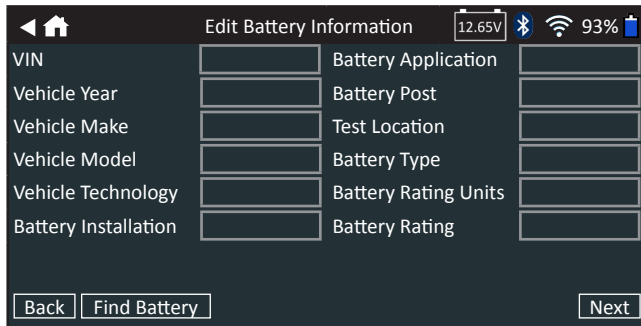 Edit Battery Information 12.65V 93%
VIN Battery Application
Vehicle Year Battery Post
Vehicle Make Test Location
Vehicle Model Battery Type
Vehicle Technology Battery Rating Units
Battery Installation Battery Rating
Back Find Battery Next